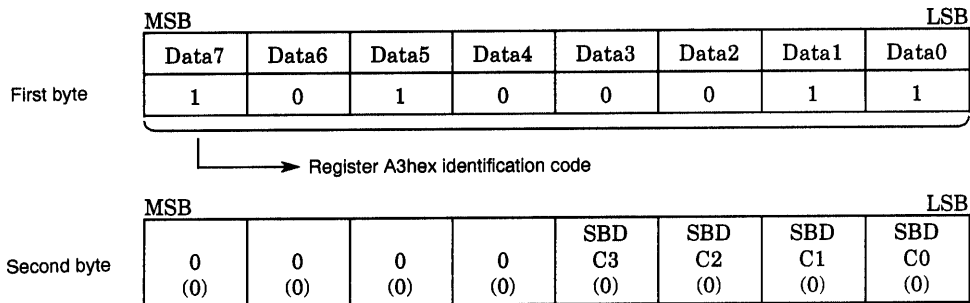 MSB LSB
Data7 Data6 Data5 Data4 Data3 Data2 Data1 Data0
First byte 1 0 1 0 0 0 1 1
Register A3hex identification code
MSB LSB
SBD SBD SBD SBD
Second byte 0 0 0 0 C3 C2 C1 C0
(0) (0) (0) (0) (0) (0) (0) (0)